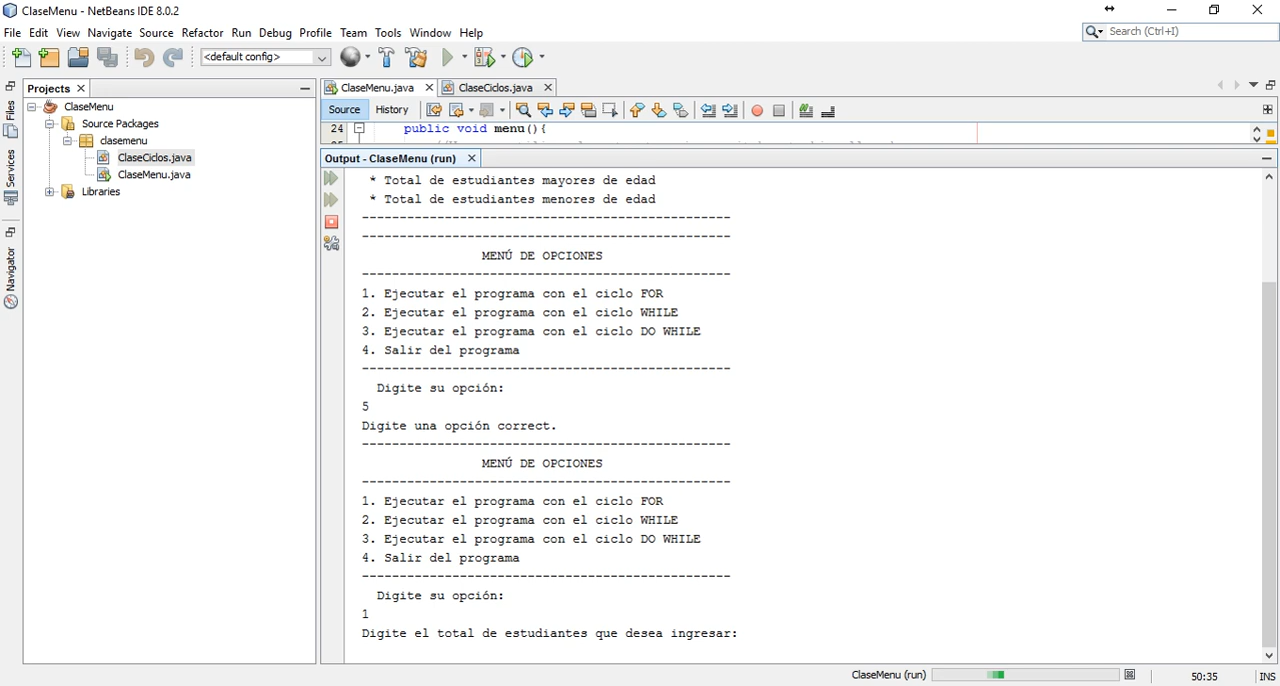 ClaseMenu - NetBeans IDE 8.0.2
File Edit View Navigate Source Refactor Run Debug Profile Team Tools Window Help
Search (Ctrl+I)
<default config>
Projects
ClaseMenu.java
ClaseCiclos.java
Files
Services
Navigator
ClaseMenu
Source Packages
clasemenu
ClaseCiclos.java
ClaseMenu.java
Libraries
Source History
24 public void menu(){
Output - ClaseMenu (run)
* Total de estudiantes mayores de edad
* Total de estudiantes menores de edad
-------------------------------------------------
-------------------------------------------------
MENÚ DE OPCIONES
-------------------------------------------------
1. Ejecutar el programa con el ciclo FOR
2. Ejecutar el programa con el ciclo WHILE
3. Ejecutar el programa con el ciclo DO WHILE
4. Salir del programa
-------------------------------------------------
Digite su opción:
5
Digite una opción correct.
-------------------------------------------------
MENÚ DE OPCIONES
-------------------------------------------------
1. Ejecutar el programa con el ciclo FOR
2. Ejecutar el programa con el ciclo WHILE
3. Ejecutar el programa con el ciclo DO WHILE
4. Salir del programa
-------------------------------------------------
Digite su opción:
1
Digite el total de estudiantes que desea ingresar:
ClaseMenu (run)
50:35
INS